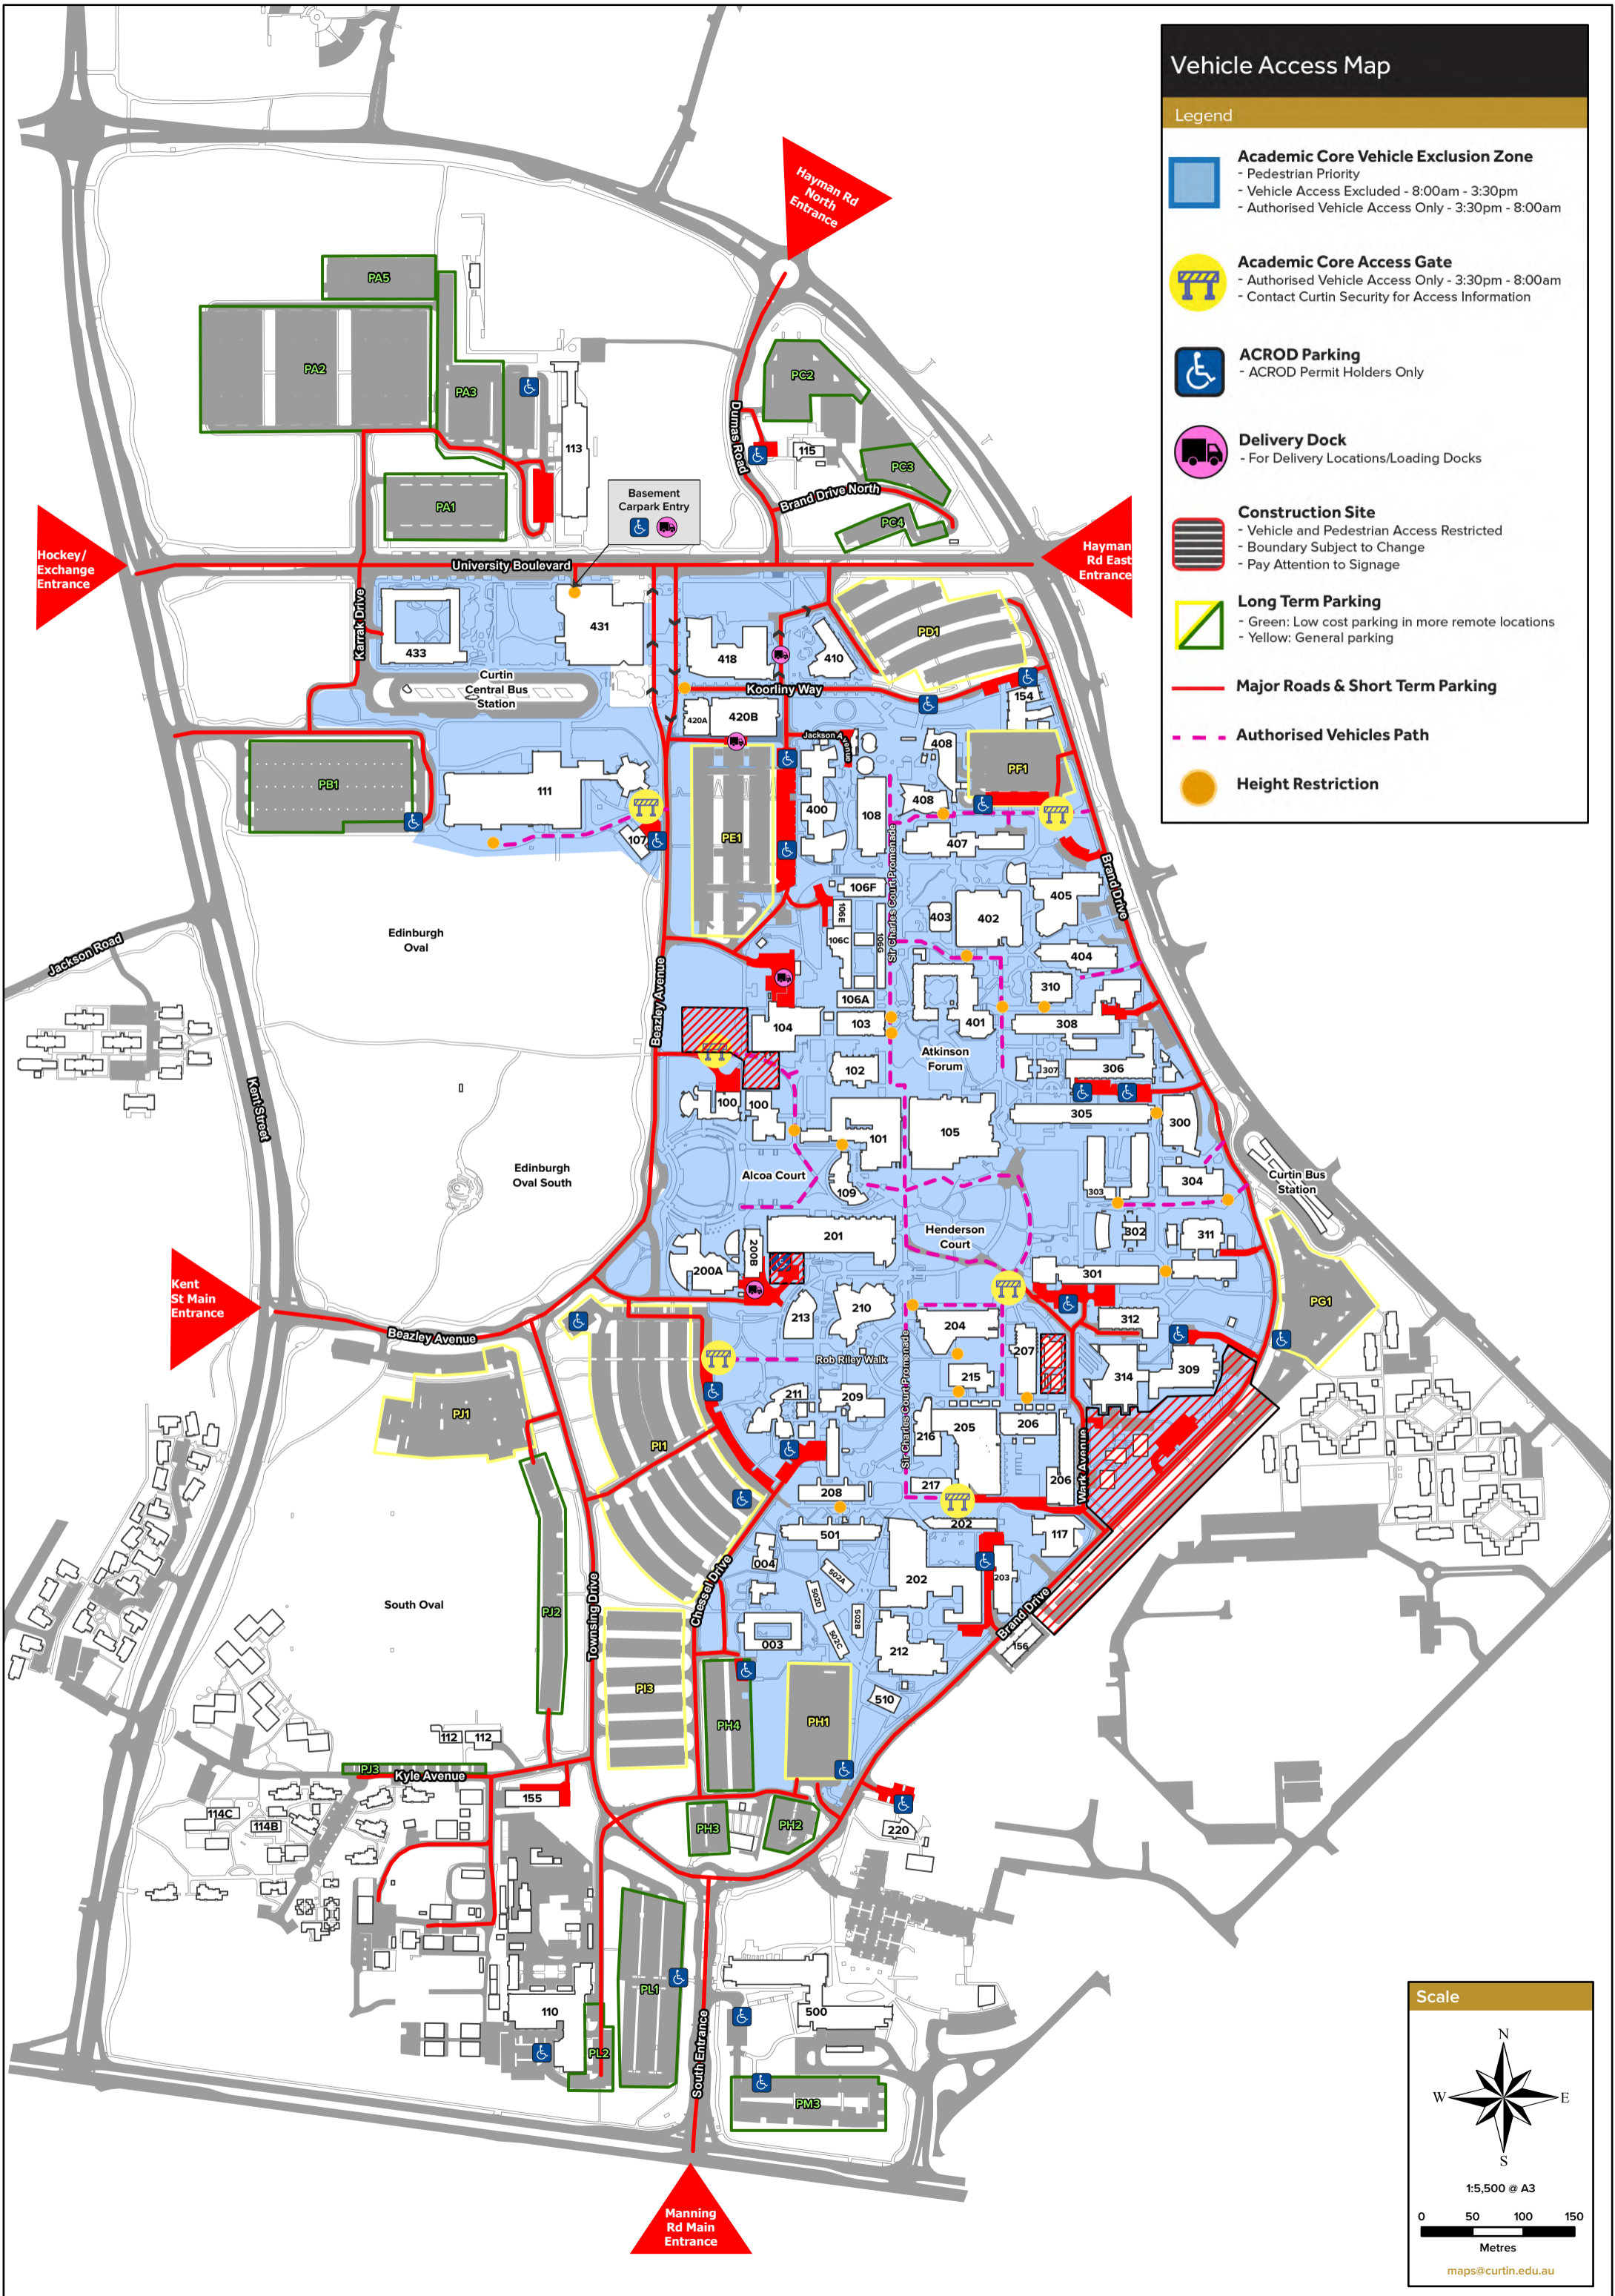 Vehicle Access Map
Legend
Academic Core Vehicle Exclusion Zone
- Pedestrian Priority
- Vehicle Access Excluded - 8:00am - 3:30pm
- Authorised Vehicle Access Only - 3:30pm - 8:00am
Academic Core Access Gate
- Authorised Vehicle Access Only - 3:30pm - 8:00am
- Contact Curtin Security for Access Information
ACROD Parking
- ACROD Permit Holders Only
Delivery Dock
- For Delivery Locations/Loading Docks
Construction Site
- Vehicle and Pedestrian Access Restricted
- Boundary Subject to Change
- Pay Attention to Signage
Long Term Parking
- Green: Low cost parking in more remote locations
- Yellow: General parking
Major Roads & Short Term Parking
Authorised Vehicles Path
Height Restriction
Hayman Rd
North
Entrance
PA5
PA2
PA3
PA1
113
PC2
115
PC3
PC4
Dumas Road
Brand Drive North
Basement
Carpark Entry
Hockey/
Exchange
Entrance
Hayman
Rd East
Entrance
University Boulevard
Karrak Drive
433
431
418
410
PD1
Curtin
Central Bus
Station
Koorliny Way
154
420A
420B
Jackson Avenue
408
PF1
PB1
111
107
PE1
400
108
408
407
Sir Charles Court Promenade
Brand Drive
106F
106E
106C
106G
106A
403
402
405
404
Edinburgh
Oval
Jackson Road
Beazley Avenue
310
401
308
104
103
102
Atkinson
Forum
307
306
100
100
305
300
101
105
Kent Street
Edinburgh
Oval South
Alcoa Court
109
303
304
Curtin Bus
Station
302
311
201
200B
200A
Henderson
Court
301
PG1
Kent
St Main
Entrance
Beazley Avenue
213
210
204
312
207
Rob Riley Walk
215
314
309
211
209
Sir Charles Court Promenade
PJ1
PI1
216
205
206
206
Wark Avenue
217
208
202
501
117
004
502A
502D
502B
502C
202
203
003
212
Brand Drive
156
South Oval
PJ2
Townsing Drive
Chessel Drive
PI3
PH4
PH1
510
112
112
PJ3
Kyle Avenue
155
114C
114B
PH3
PH2
220
PL1
110
PL2
500
South Entrance
PM3
Manning
Rd Main
Entrance
Scale
N
W
E
S
1:5,500 @ A3
0 50 100 150
Metres
maps@curtin.edu.au